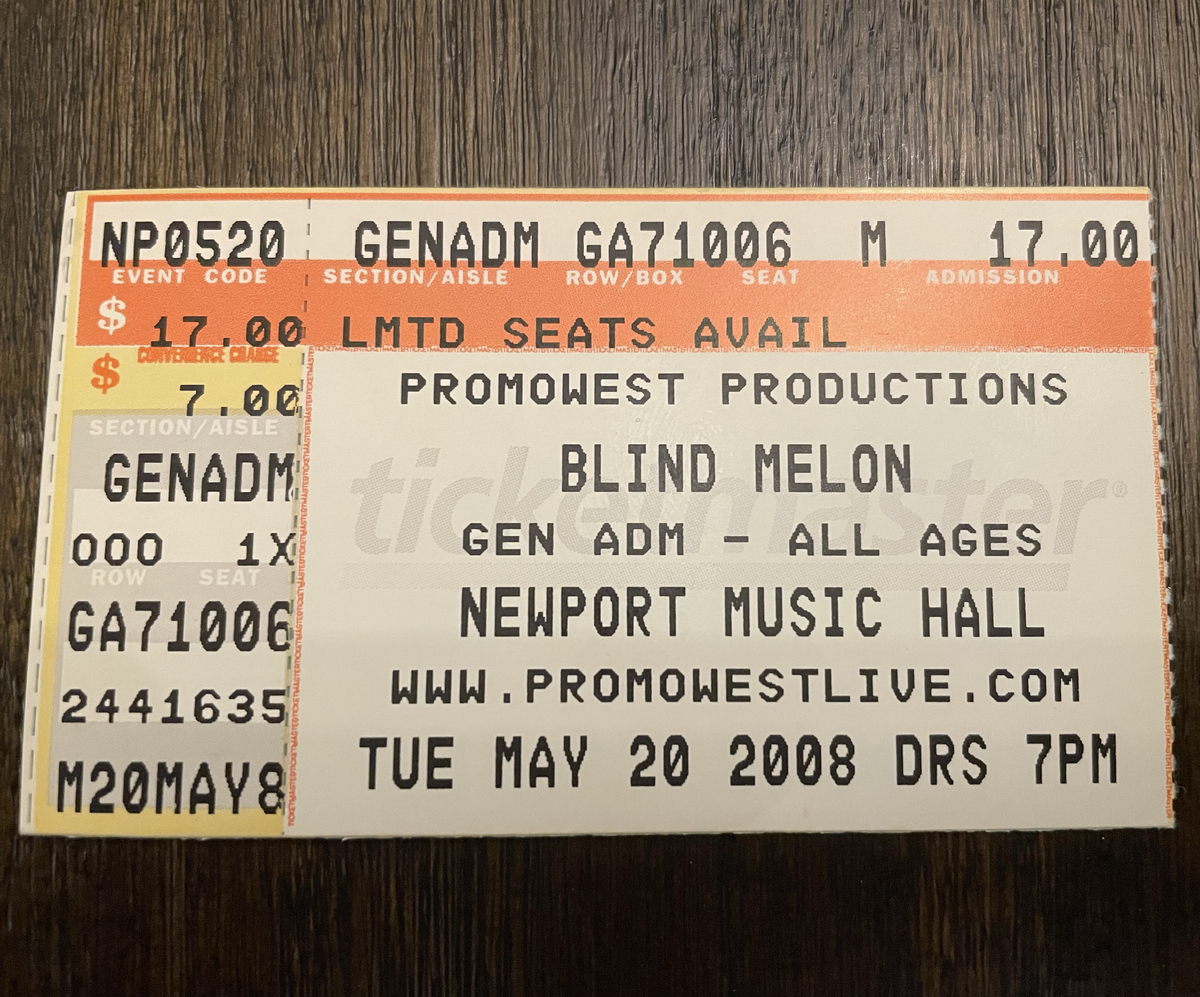 NP0520 GENADM GA71006 M 17.00
EVENT CODE SECTION/AISLE ROW/BOX SEAT ADMISSION
$ 17.00 LMTD SEATS AVAIL
$ CONVENIENCE CHARGE
7.00
SECTION/AISLE
GENADM
000 1X
ROW SEAT
GA71006
2441635
M20MAY8
PROMOWEST PRODUCTIONS
BLIND MELON
ticketmaster®
GEN ADM - ALL AGES
NEWPORT MUSIC HALL
WWW.PROMOWESTLIVE.COM
TUE MAY 20 2008 DRS 7PM